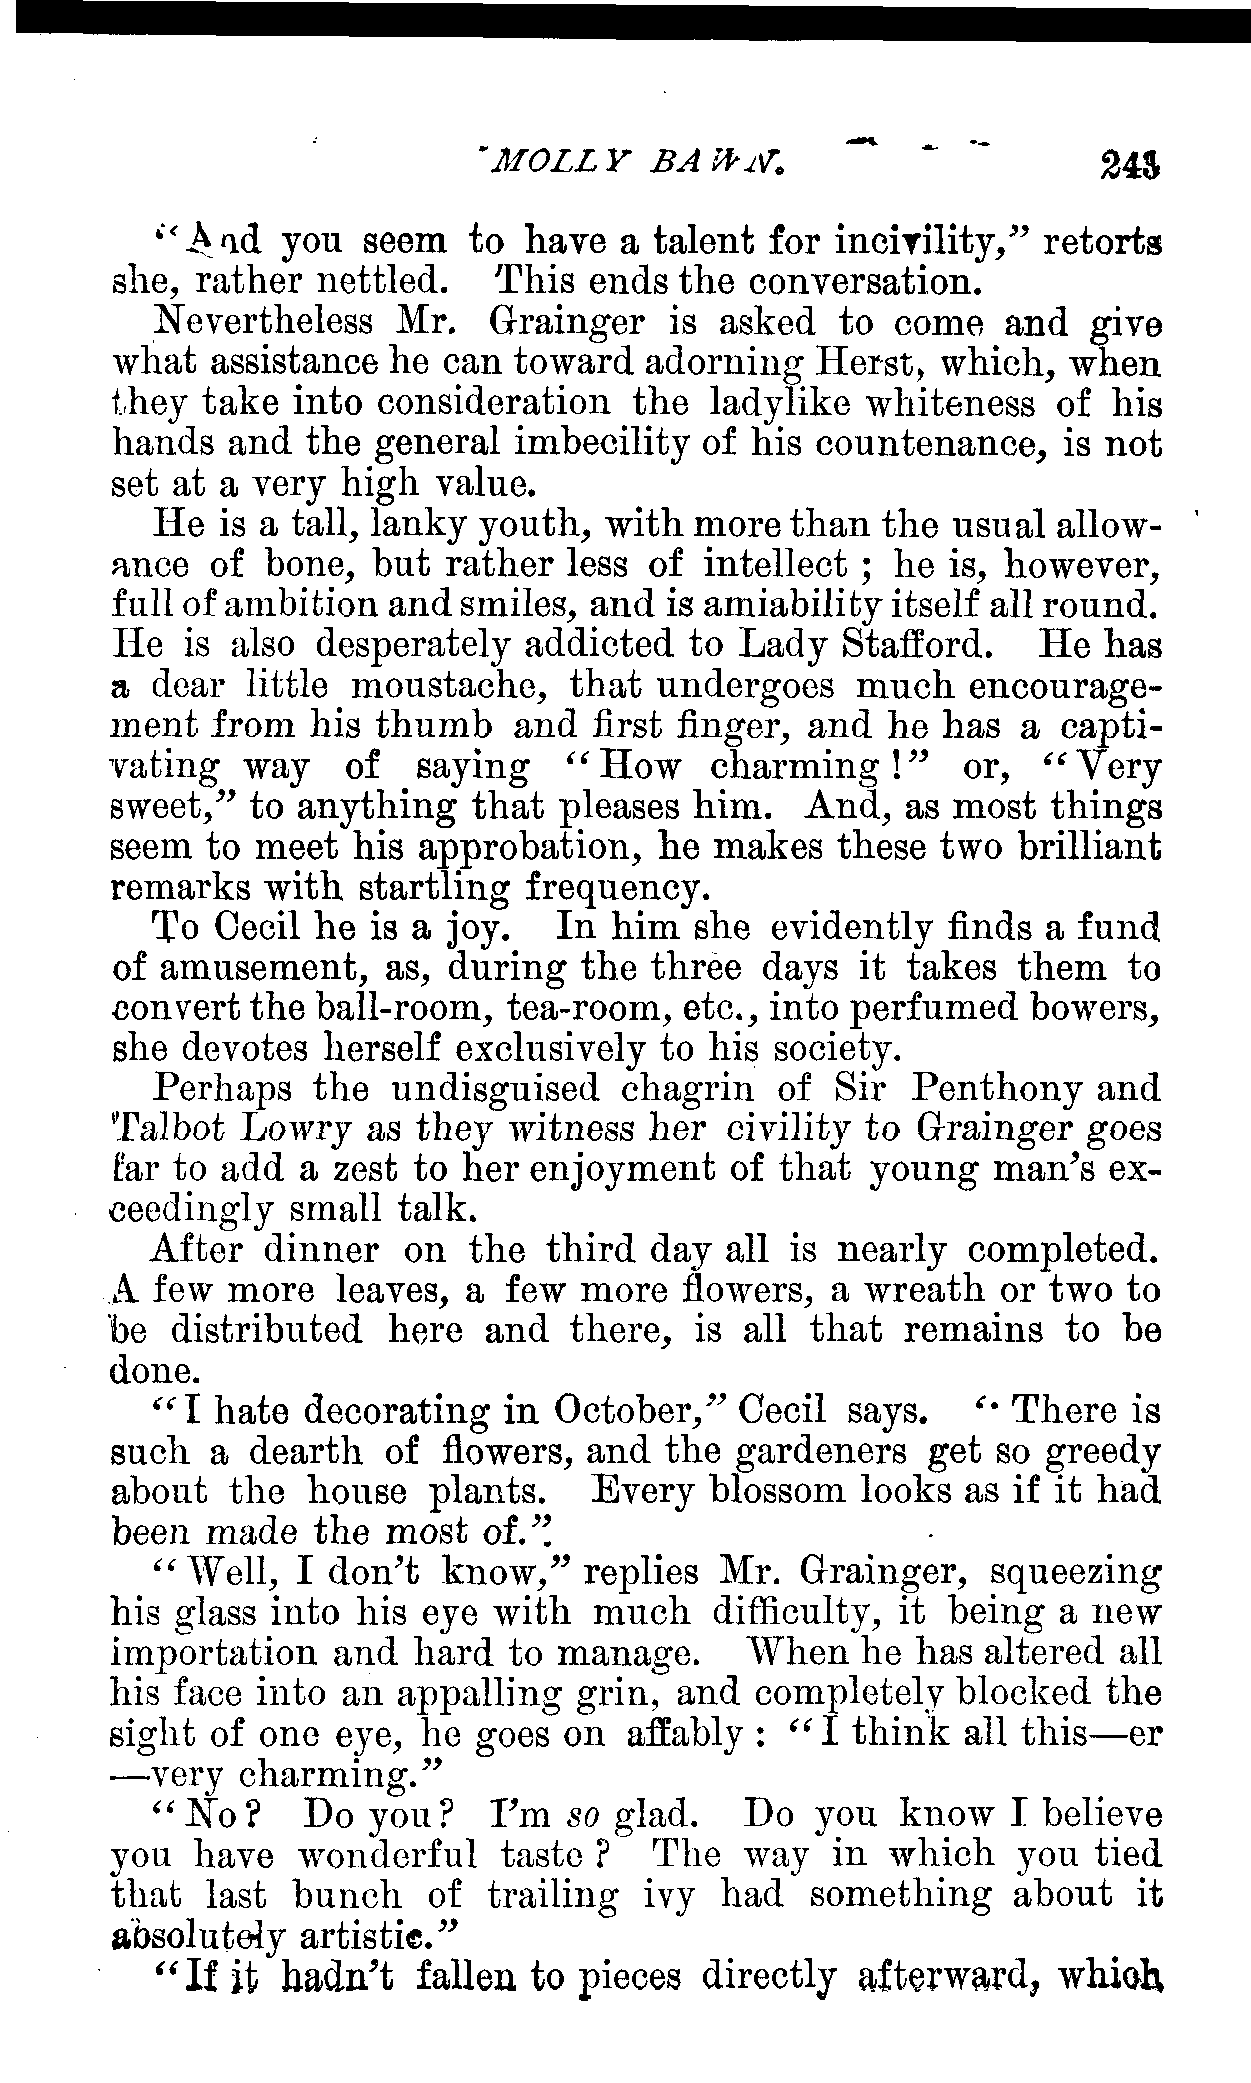 MOLLY BAWN. 243
“And you seem to have a talent for incivility,” retorts
she, rather nettled. This ends the conversation.
Nevertheless Mr. Grainger is asked to come and give
what assistance he can toward adorning Herst, which, when
they take into consideration the ladylike whiteness of his
hands and the general imbecility of his countenance, is not
set at a very high value.
He is a tall, lanky youth, with more than the usual allow-
ance of bone, but rather less of intellect ; he is, however,
full of ambition and smiles, and is amiability itself all round.
He is also desperately addicted to Lady Stafford. He has
a dear little moustache, that undergoes much encourage-
ment from his thumb and first finger, and he has a capti-
vating way of saying “How charming !” or, “Very
sweet,” to anything that pleases him. And, as most things
seem to meet his approbation, he makes these two brilliant
remarks with startling frequency.
To Cecil he is a joy. In him she evidently finds a fund
of amusement, as, during the three days it takes them to
convert the ball-room, tea-room, etc., into perfumed bowers,
she devotes herself exclusively to his society.
Perhaps the undisguised chagrin of Sir Penthony and
Talbot Lowry as they witness her civility to Grainger goes
far to add a zest to her enjoyment of that young man’s ex-
ceedingly small talk.
After dinner on the third day all is nearly completed.
A few more leaves, a few more flowers, a wreath or two to
be distributed here and there, is all that remains to be
done.
“I hate decorating in October,” Cecil says. “There is
such a dearth of flowers, and the gardeners get so greedy
about the house plants. Every blossom looks as if it had
been made the most of.”
“Well, I don’t know,” replies Mr. Grainger, squeezing
his glass into his eye with much difficulty, it being a new
importation and hard to manage. When he has altered all
his face into an appalling grin, and completely blocked the
sight of one eye, he goes on affably : “I think all this—er
—very charming.”
“No? Do you? I’m so glad. Do you know I believe
you have wonderful taste ? The way in which you tied
that last bunch of trailing ivy had something about it
absolutely artistic.”
“If it hadn’t fallen to pieces directly afterward, which